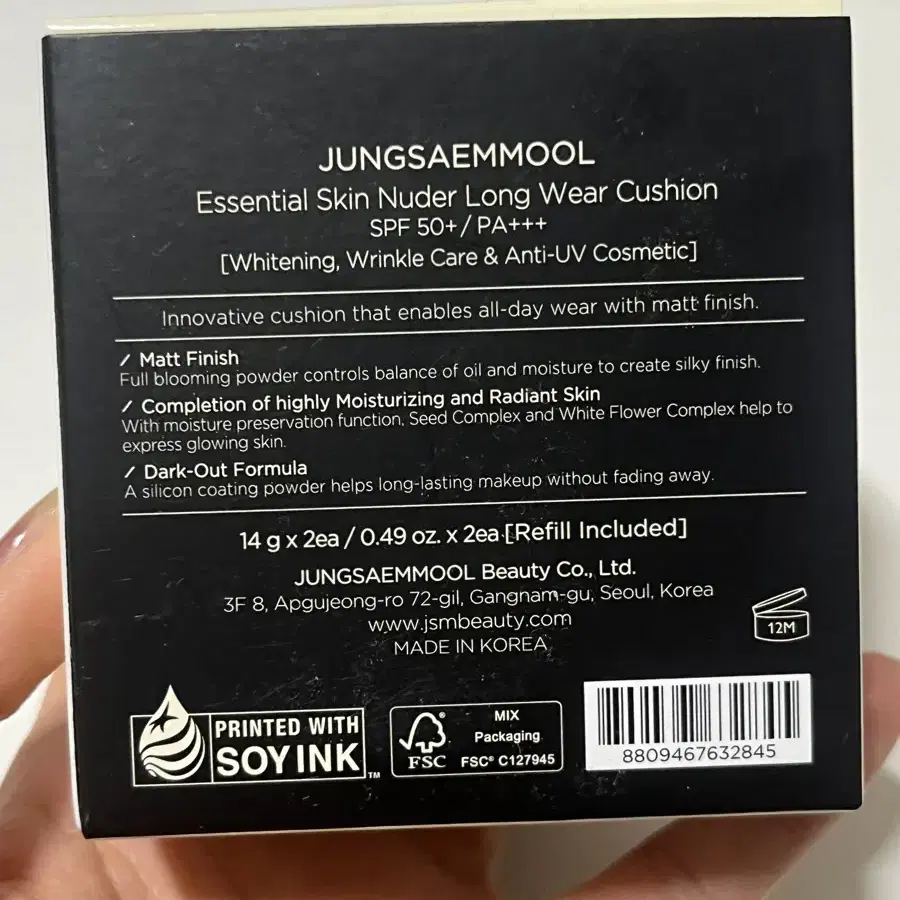 JUNGSAEMMOOL
Essential Skin Nuder Long Wear Cushion
SPF 50+/ PA+++
[Whitening, Wrinkle Care & Anti-UV Cosmetic]
Innovative cushion that enables all-day wear with matt finish.
/ Matt Finish
Full blooming powder controls balance of oil and moisture to create silky finish.
/ Completion of highly Moisturizing and Radiant Skin
With moisture preservation function, Seed Complex and White Flower Complex help to
express glowing skin.
/ Dark-Out Formula
A silicon coating powder helps long-lasting makeup without fading away.
14 g x 2ea / 0.49 oz. x 2ea [Refill Included]
JUNGSAEMMOOL Beauty Co., Ltd.
3F 8, Apgujeong-ro 72-gil, Gangnam-gu, Seoul, Korea
www.jsmbeauty.com
MADE IN KOREA
12M
PRINTED WITH
SOY INK™
FSC®
MIX
Packaging
FSC® C127945
8809467632845